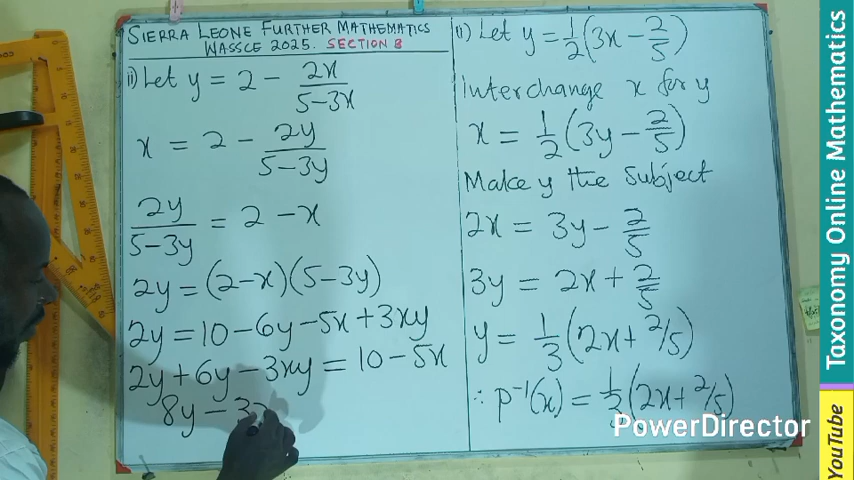 SIERRA LEONE FURTHER MATHEMATICS
WASSCE 2025. SECTION B
ii) Let y = 2 - 2x/(5-3x)
x = 2 - 2y/(5-3y)
2y/(5-3y) = 2 - x
2y = (2-x)(5-3y)
2y = 10 - 6y - 5x + 3xy
2y + 6y - 3xy = 10 - 5x
8y - 3
(i) Let y = 1/2 (3x - 2/5)
Interchange x for y
x = 1/2 (3y - 2/5)
Make y the subject
2x = 3y - 2/5
3y = 2x + 2/5
y = 1/3 (2x + 2/5)
∴ p⁻¹(x) = 1/3 (2x + 2/5)
PowerDirector
Taxonomy Online Mathematics
YouTube